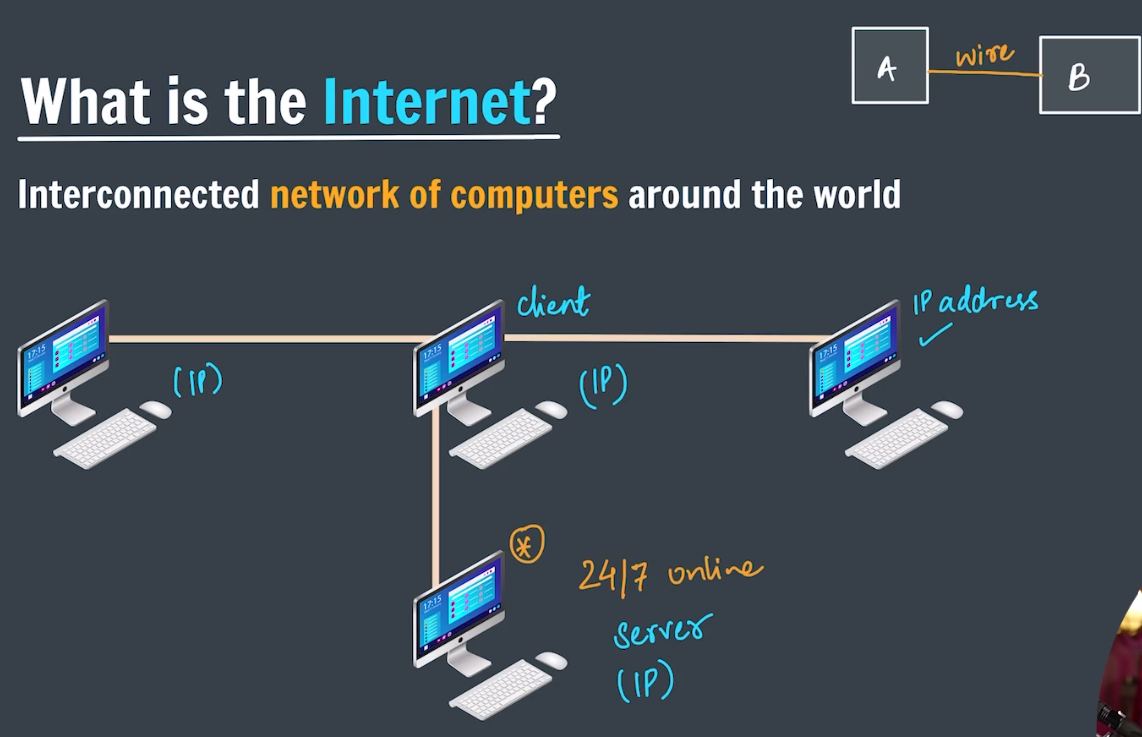 What is the Internet?
A
wire
B
Interconnected network of computers around the world
client
IP address
(IP)
(IP)
17:15
17:15
17:15
24/7 online
server
(IP)
17:15